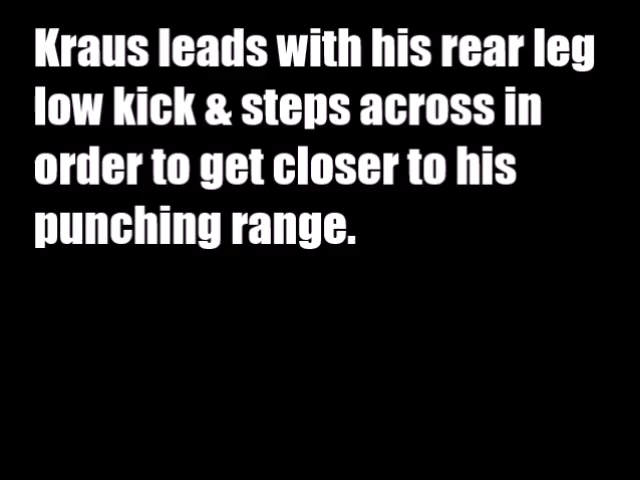 Kraus leads with his rear leg
low kick & steps across in
order to get closer to his
punching range.